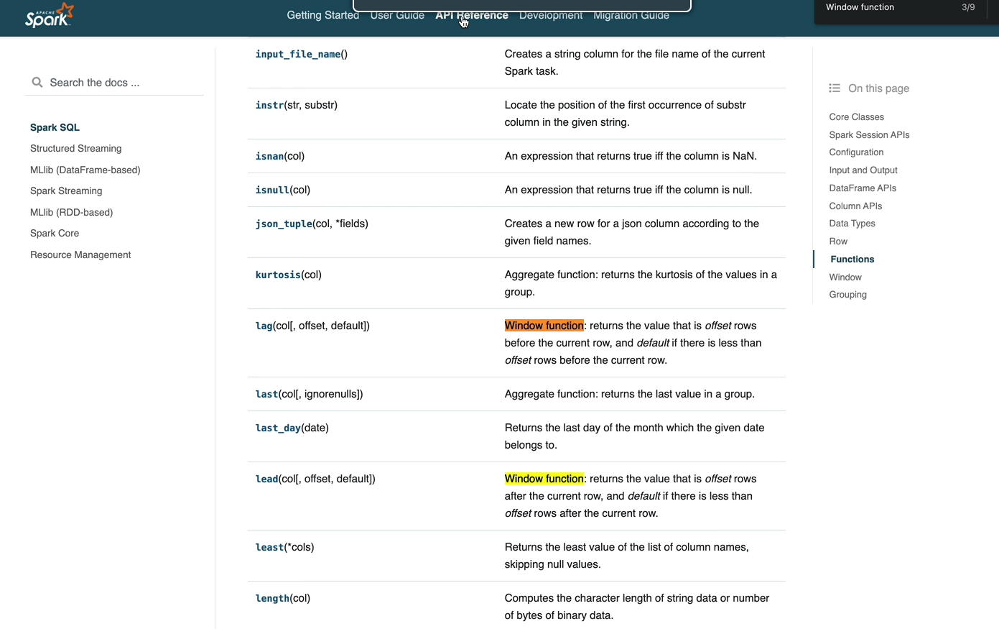 APACHE
Spark
Getting Started User Guide API Reference Development Migration Guide
Window function 3/9
Search the docs ...
Spark SQL
Structured Streaming
MLlib (DataFrame-based)
Spark Streaming
MLlib (RDD-based)
Spark Core
Resource Management
input_file_name() Creates a string column for the file name of the current
Spark task.
instr(str, substr) Locate the position of the first occurrence of substr
column in the given string.
isnan(col) An expression that returns true iff the column is NaN.
isnull(col) An expression that returns true iff the column is null.
json_tuple(col, *fields) Creates a new row for a json column according to the
given field names.
kurtosis(col) Aggregate function: returns the kurtosis of the values in a
group.
lag(col[, offset, default]) Window function: returns the value that is offset rows
before the current row, and default if there is less than
offset rows before the current row.
last(col[, ignorenulls]) Aggregate function: returns the last value in a group.
last_day(date) Returns the last day of the month which the given date
belongs to.
lead(col[, offset, default]) Window function: returns the value that is offset rows
after the current row, and default if there is less than
offset rows after the current row.
least(*cols) Returns the least value of the list of column names,
skipping null values.
length(col) Computes the character length of string data or number
of bytes of binary data.
On this page
Core Classes
Spark Session APIs
Configuration
Input and Output
DataFrame APIs
Column APIs
Data Types
Row
Functions
Window
Grouping